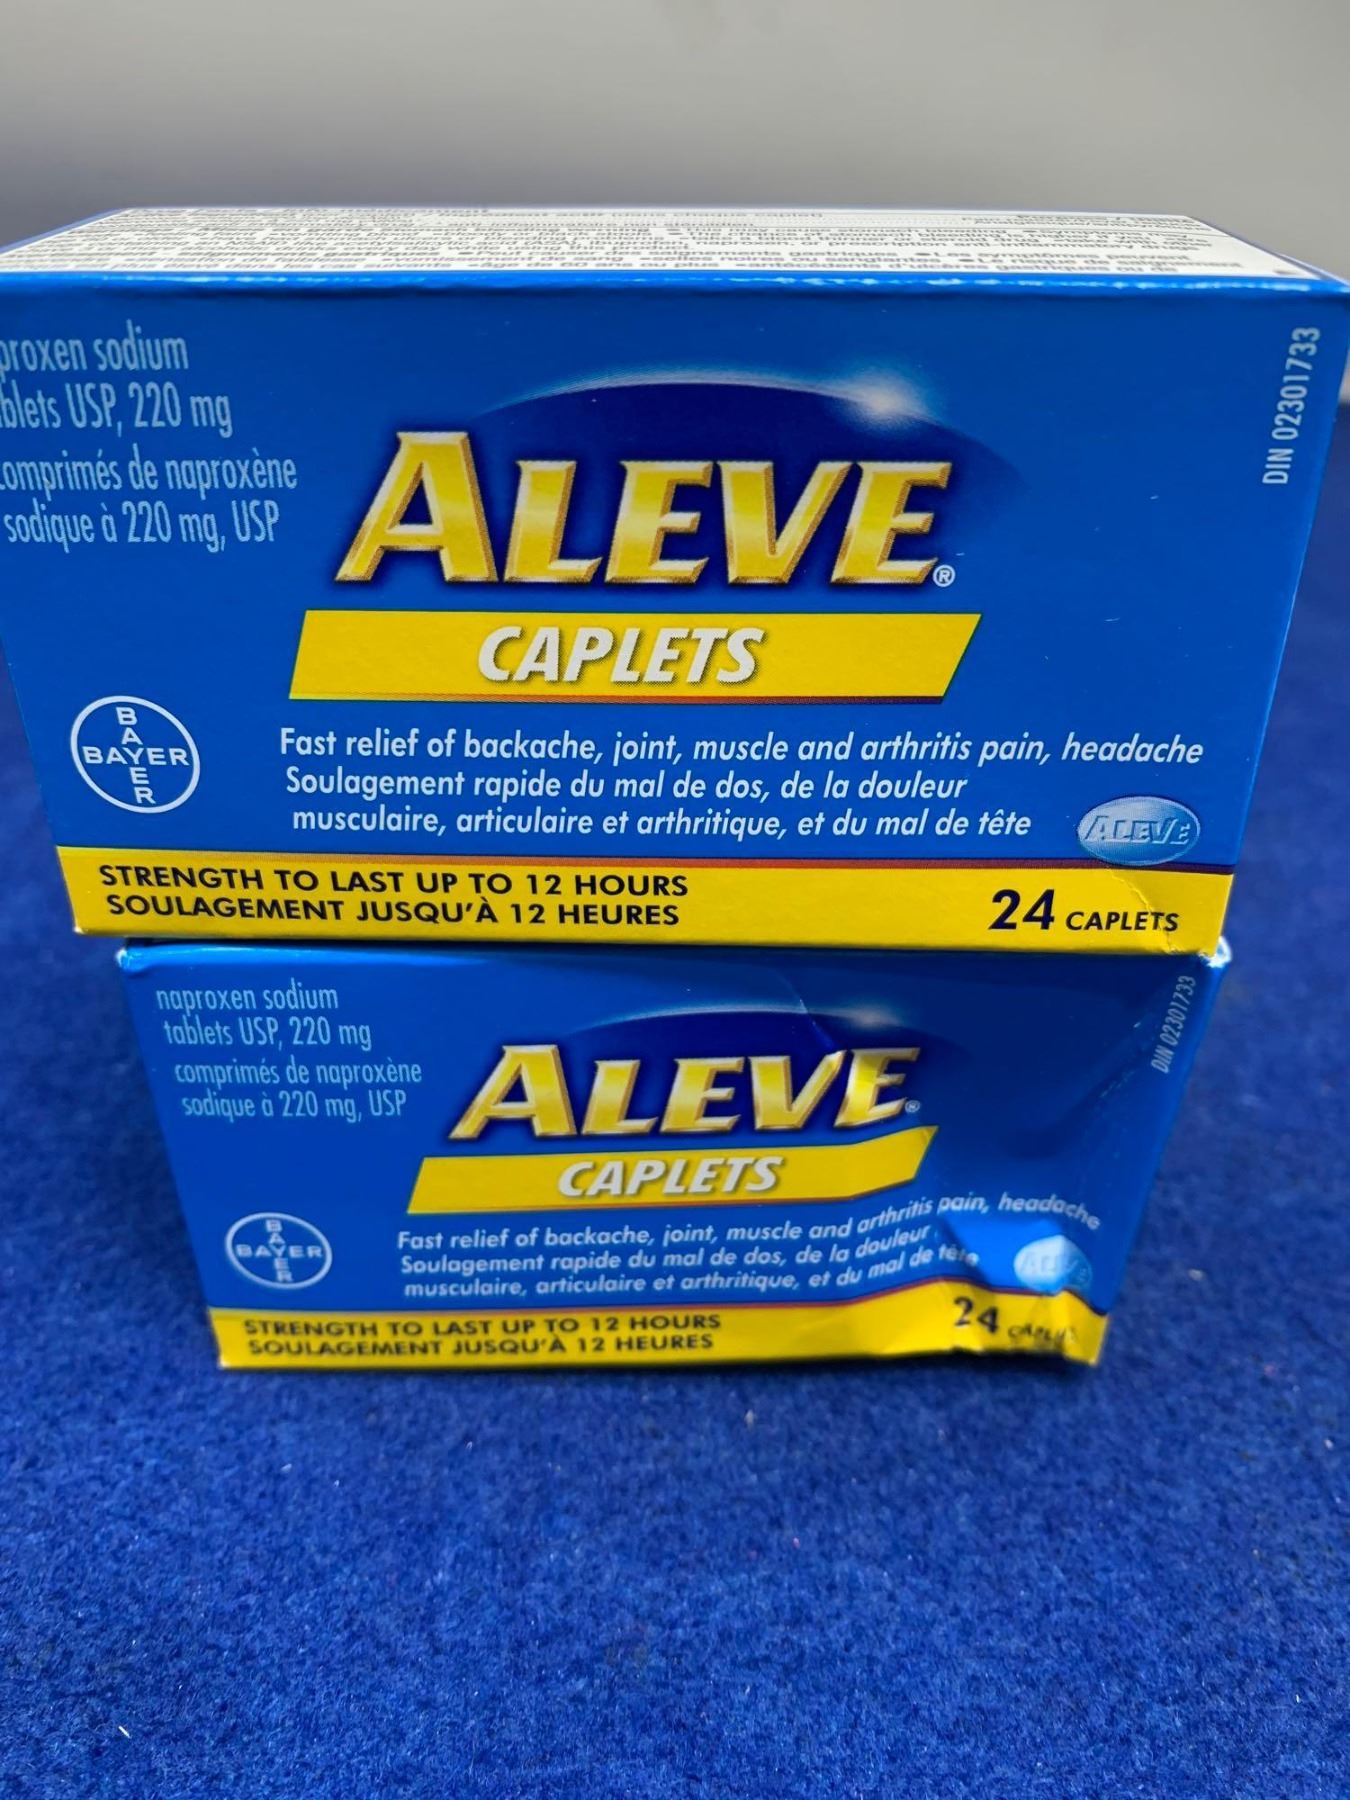 proxen sodium
blets USP, 220 mg
comprimés de naproxène
sodique à 220 mg, USP
ALEVE®
CAPLETS
DIN 02301733
BAYER
BAYER
Fast relief of backache, joint, muscle and arthritis pain, headache
Soulagement rapide du mal de dos, de la douleur
musculaire, articulaire et arthritique, et du mal de tête
ALEVE
STRENGTH TO LAST UP TO 12 HOURS
SOULAGEMENT JUSQU'À 12 HEURES
24 CAPLETS
naproxen sodium
tablets USP, 220 mg
comprimés de naproxène
sodique à 220 mg, USP
ALEVE®
CAPLETS
DIN 02301733
BAYER
BAYER
Fast relief of backache, joint, muscle and arthritis pain, headache
Soulagement rapide du mal de dos, de la douleur
musculaire, articulaire et arthritique, et du mal de tête
ALEVE
STRENGTH TO LAST UP TO 12 HOURS
SOULAGEMENT JUSQU'À 12 HEURES
24 CAPLETS